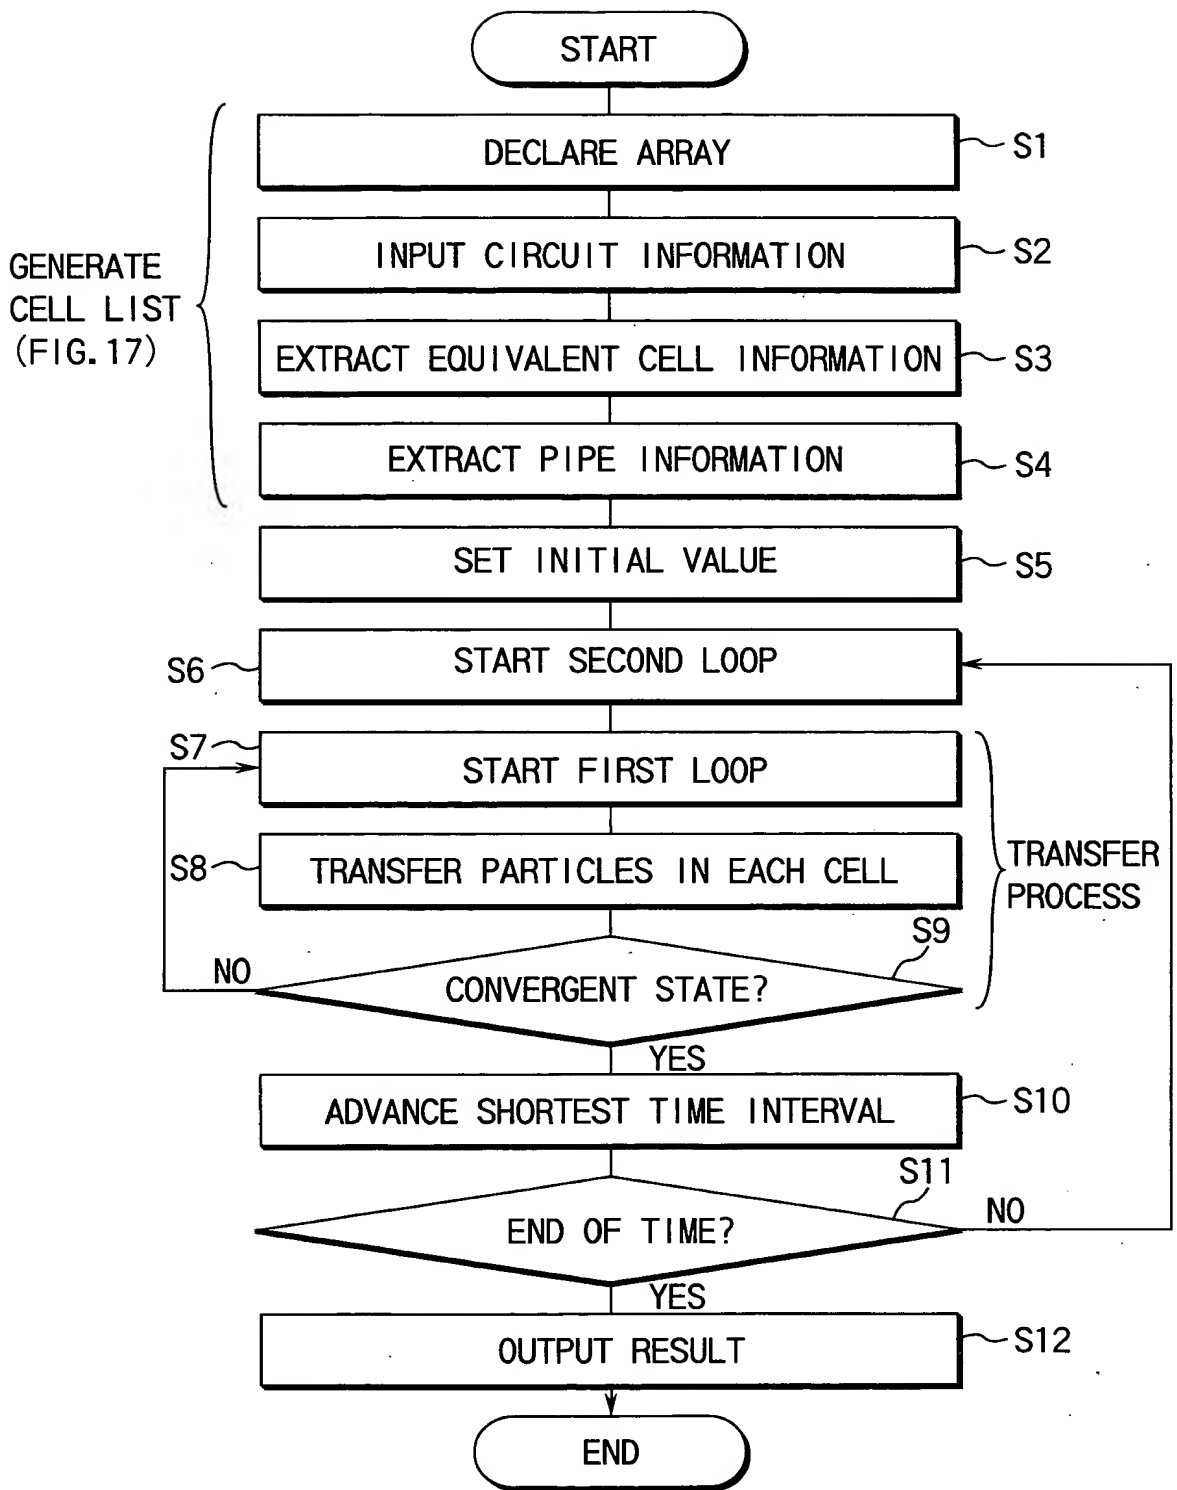 START
DECLARE ARRAY
S1
INPUT CIRCUIT INFORMATION
S2
GENERATE
CELL LIST
(FIG.17)
EXTRACT EQUIVALENT CELL INFORMATION
S3
EXTRACT PIPE INFORMATION
S4
SET INITIAL VALUE
S5
S6
START SECOND LOOP
S7
START FIRST LOOP
S8
TRANSFER PARTICLES IN EACH CELL
TRANSFER
PROCESS
S9
NO
CONVERGENT STATE?
YES
ADVANCE SHORTEST TIME INTERVAL
S10
S11
END OF TIME?
NO
YES
OUTPUT RESULT
S12
END